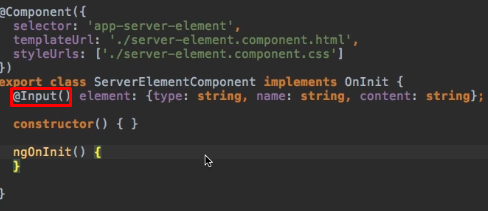 @Component({
selector: 'app-server-element',
templateUrl: './server-element.component.html',
styleUrls: ['./server-element.component.css']
})
export class ServerElementComponent implements OnInit {
@Input() element: {type: string, name: string, content: string};
constructor() { }
ngOnInit() {
}
}